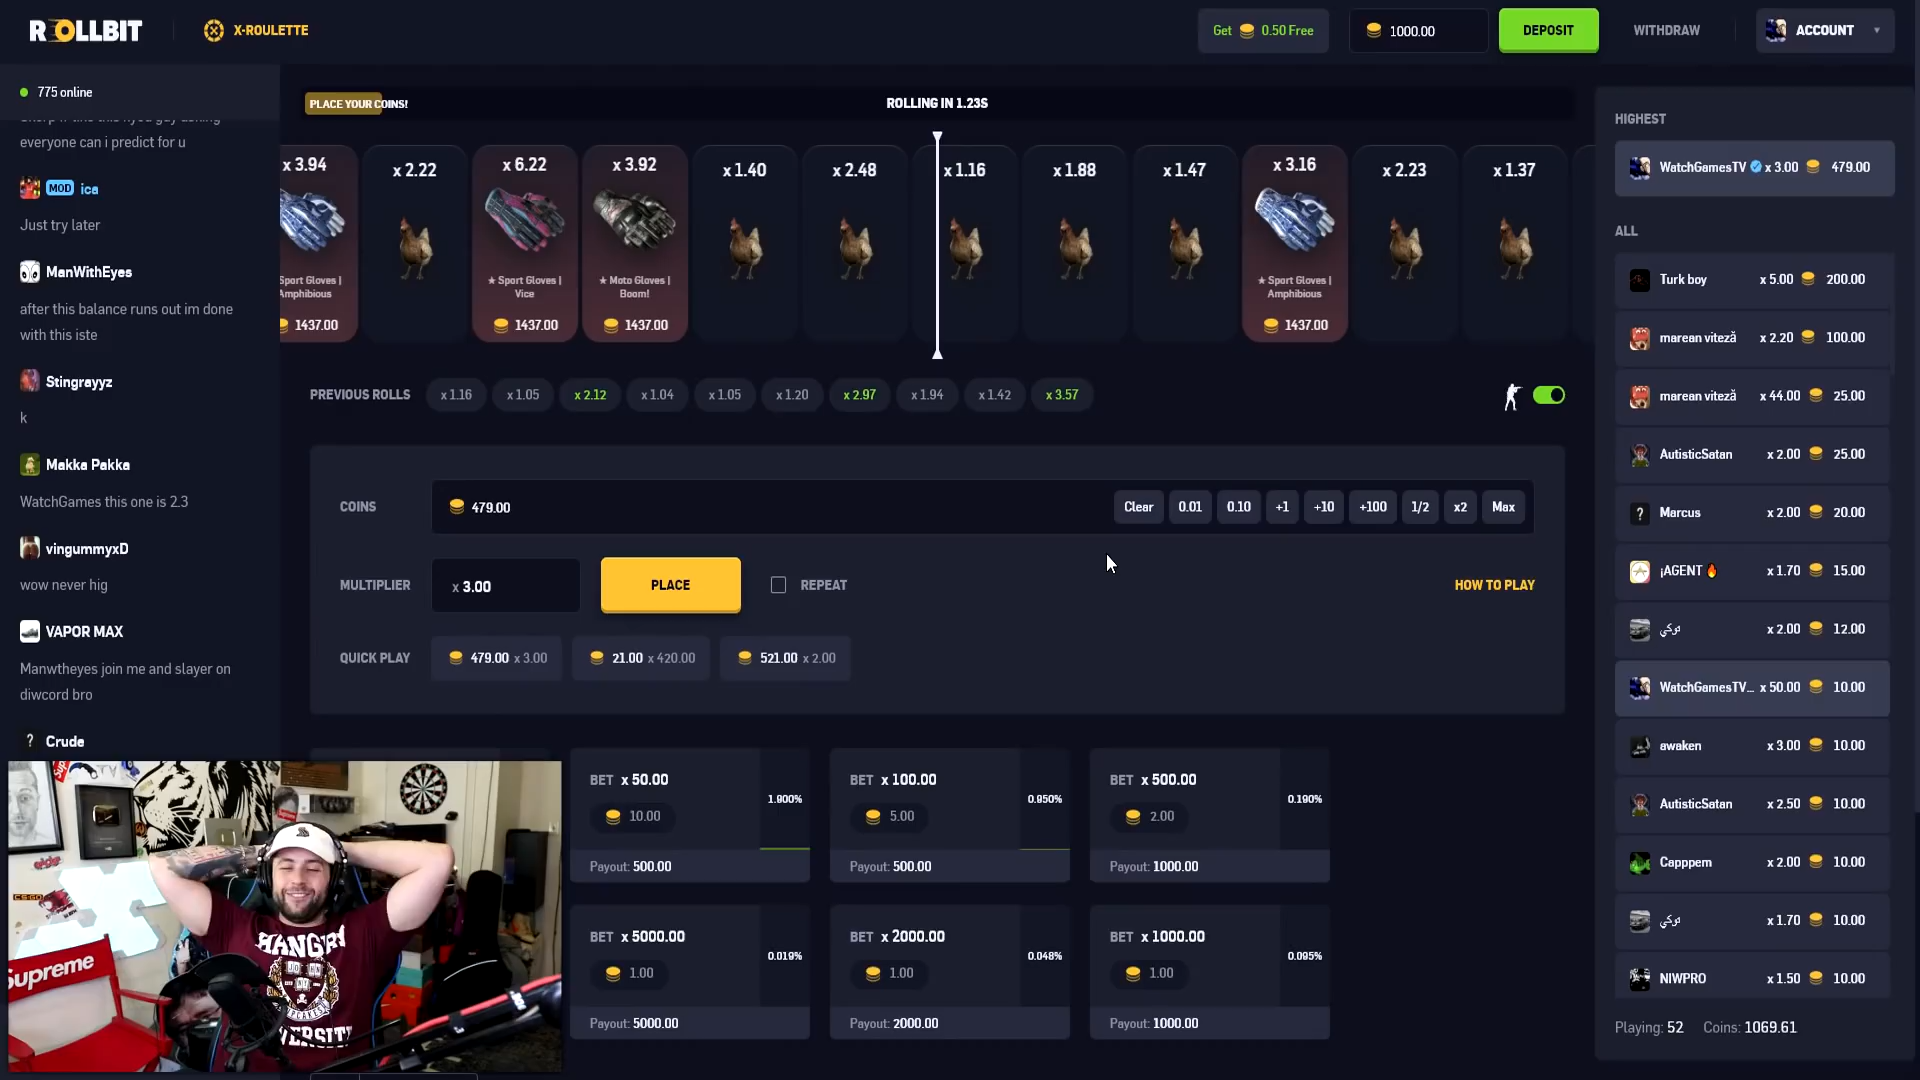 ROLLBIT
X-ROULETTE
Get 0.50 Free
1000.00
DEPOSIT
WITHDRAW
ACCOUNT
775 online
everyone can i predict for u
MOD ica
Just try later
ManWithEyes
after this balance runs out im done
with this iste
Stingrayyz
k
Makka Pakka
WatchGames this one is 2.3
vingummyxD
wow never hig
VAPOR MAX
Manwtheyes join me and slayer on
diwcord bro
? Crude
PLACE YOUR COINS!
ROLLING IN 1.23S
x 3.94
x 2.22
x 6.22
x 3.92
x 1.40
x 2.48
x 1.16
x 1.88
x 1.47
x 3.16
x 2.23
x 1.37
Sport Gloves |
Amphibious
1437.00
★ Sport Gloves |
Vice
1437.00
★ Moto Gloves |
Boom!
1437.00
★ Sport Gloves |
Amphibious
1437.00
PREVIOUS ROLLS
x 1.16
x 1.05
x 2.12
x 1.04
x 1.05
x 1.20
x 2.97
x 1.94
x 1.42
x 3.57
COINS
479.00
Clear
0.01
0.10
+1
+10
+100
1/2
x2
Max
MULTIPLIER
x 3.00
PLACE
REPEAT
HOW TO PLAY
QUICK PLAY
479.00 x 3.00
21.00 x 420.00
521.00 x 2.00
BET x 50.00
10.00
1.900%
Payout: 500.00
BET x 100.00
5.00
0.950%
Payout: 500.00
BET x 500.00
2.00
0.190%
Payout: 1000.00
BET x 5000.00
1.00
0.019%
Payout: 5000.00
BET x 2000.00
1.00
0.048%
Payout: 2000.00
BET x 1000.00
1.00
0.095%
Payout: 1000.00
HIGHEST
WatchGamesTV x 3.00 479.00
ALL
Turk boy x 5.00 200.00
marean viteză x 2.20 100.00
marean viteză x 44.00 25.00
AutisticSatan x 2.00 25.00
? Marcus x 2.00 20.00
¡AGENT🔥 x 1.70 15.00
x 2.00 12.00
WatchGamesTV... x 50.00 10.00
awaken x 3.00 10.00
AutisticSatan x 2.50 10.00
Capppem x 2.00 10.00
x 1.70 10.00
NIWPRO x 1.50 10.00
Playing: 52 Coins: 1069.61
CS:GO
Supreme
HANGRY